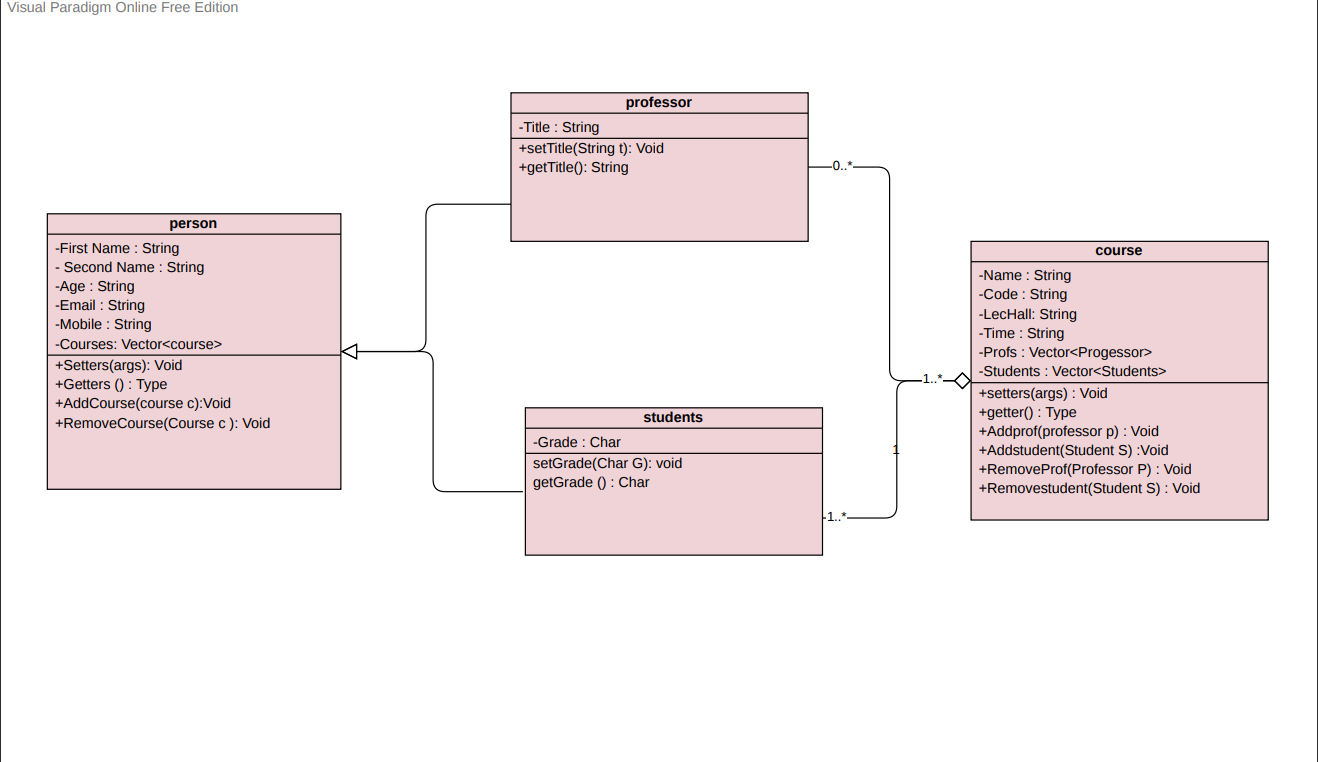 Visual Paradigm Online Free Edition
professor
-Title : String
+setTitle(String t): Void
+getTitle(): String
0..*
person
-First Name : String
- Second Name : String
-Age : String
-Email : String
-Mobile : String
-Courses: Vector<course>
+Setters(args): Void
+Getters () : Type
+AddCourse(course c):Void
+RemoveCourse(Course c ): Void
course
-Name : String
-Code : String
-LecHall: String
-Time : String
-Profs : Vector<Progessor>
-Students : Vector<Students>
+setters(args) : Void
+getter() : Type
+Addprof(professor p) : Void
+Addstudent(Student S) :Void
+RemoveProf(Professor P) : Void
+Removestudent(Student S) : Void
1..*
students
-Grade : Char
setGrade(Char G): void
getGrade () : Char
1
1..*